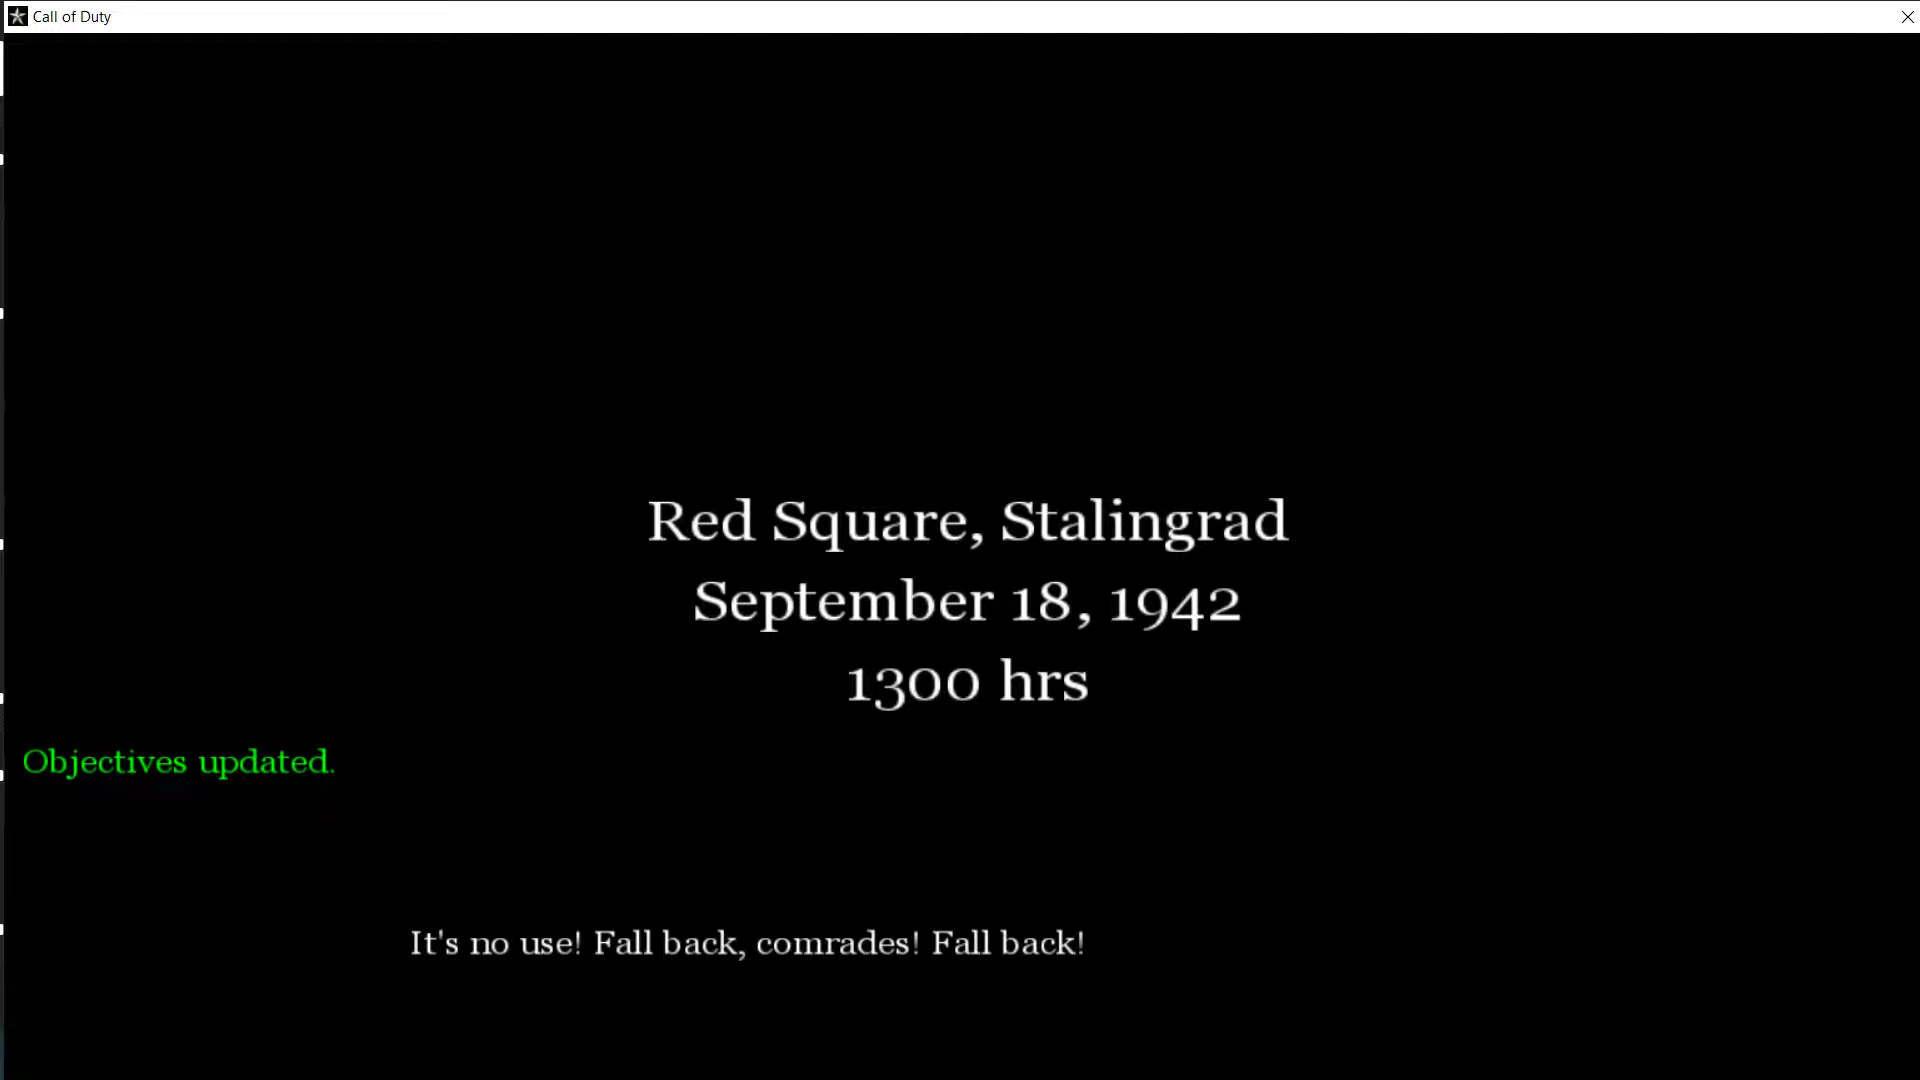 Call of Duty
Red Square, Stalingrad
September 18, 1942
1300 hrs
Objectives updated.
It's no use! Fall back, comrades! Fall back!